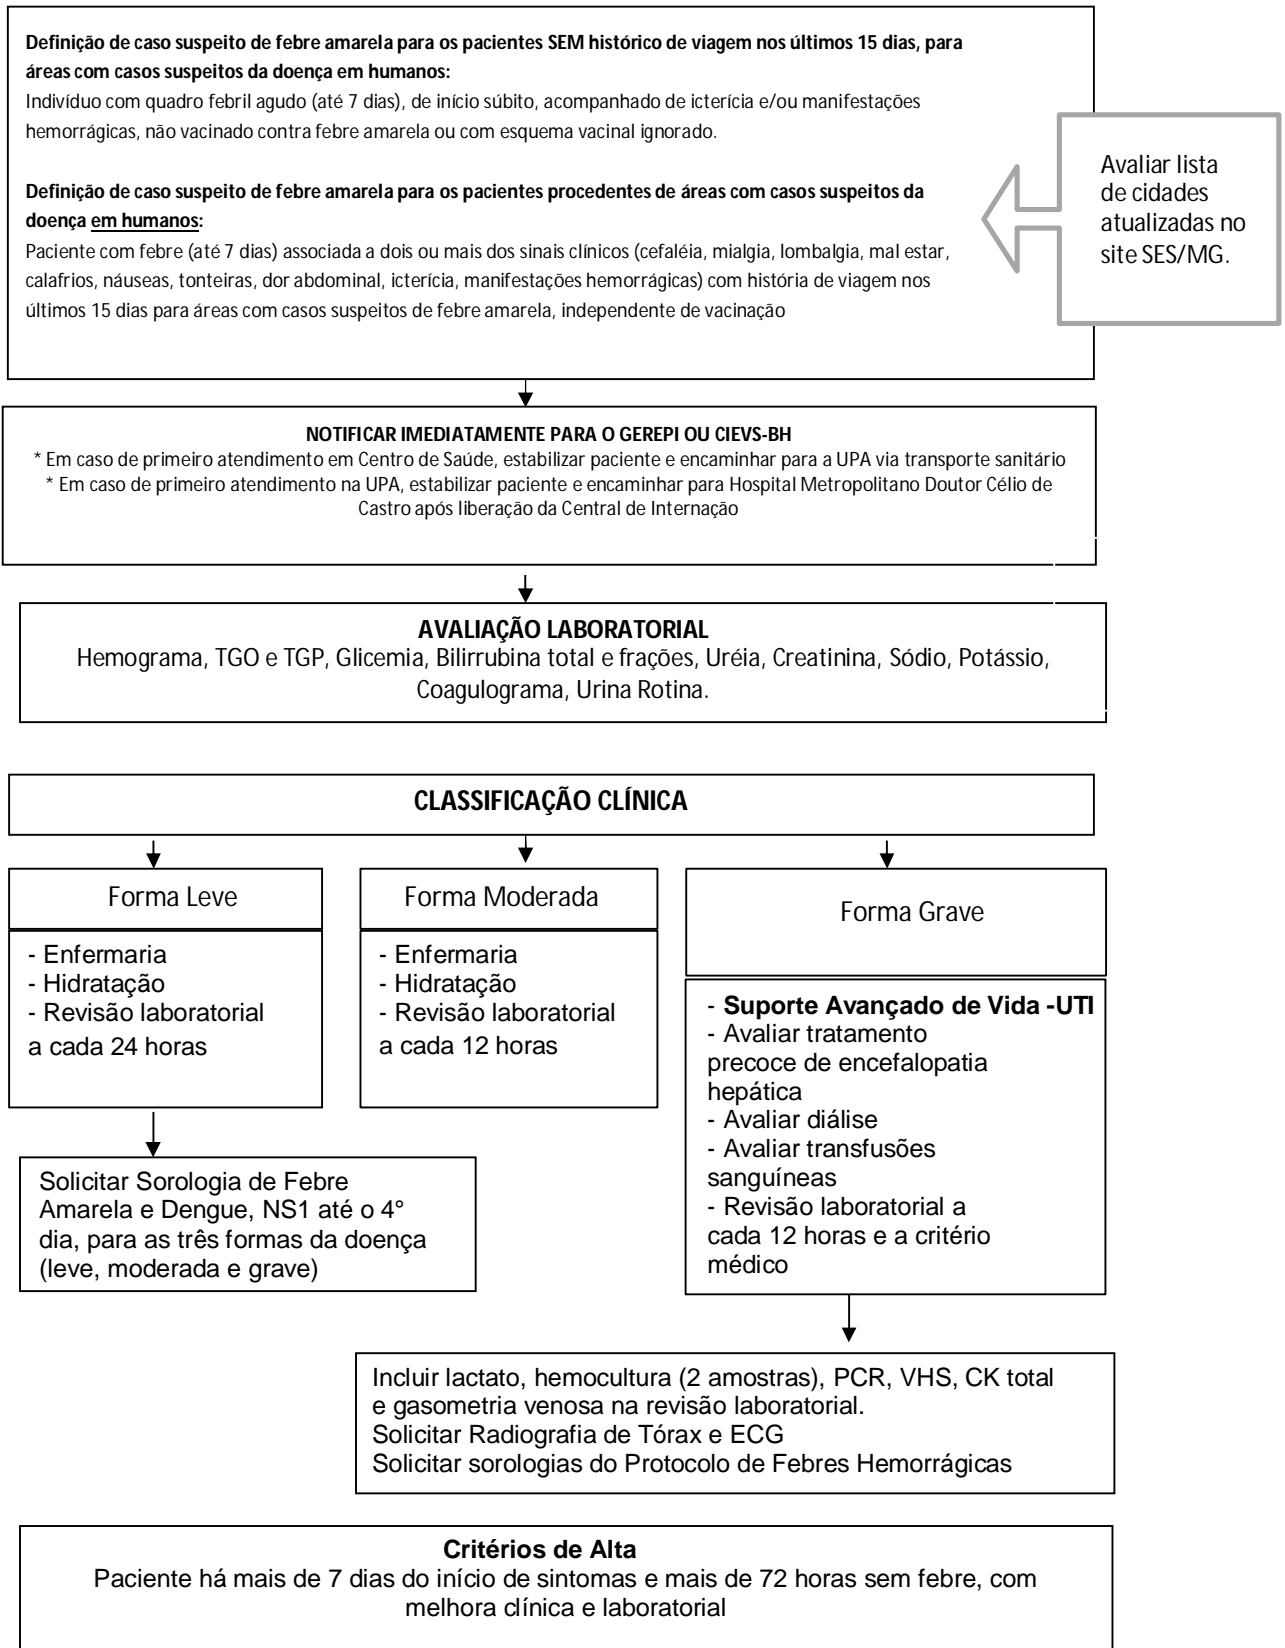 Definição de caso suspeito de febre amarela para os pacientes SEM histórico de viagem nos últimos 15 dias, para
áreas com casos suspeitos da doença em humanos:
Indivíduo com quadro febril agudo (até 7 dias), de início súbito, acompanhado de icterícia e/ou manifestações
hemorrágicas, não vacinado contra febre amarela ou com esquema vacinal ignorado.
Definição de caso suspeito de febre amarela para os pacientes procedentes de áreas com casos suspeitos da
doença em humanos:
Paciente com febre (até 7 dias) associada a dois ou mais dos sinais clínicos (cefaléia, mialgia, lombalgia, mal estar,
calafrios, náuseas, tonteiras, dor abdominal, icterícia, manifestações hemorrágicas) com história de viagem nos
últimos 15 dias para áreas com casos suspeitos de febre amarela, independente de vacinação
Avaliar lista
de cidades
atualizadas no
site SES/MG.
NOTIFICAR IMEDIATAMENTE PARA O GEREPI OU CIEVS-BH
* Em caso de primeiro atendimento em Centro de Saúde, estabilizar paciente e encaminhar para a UPA via transporte sanitário
* Em caso de primeiro atendimento na UPA, estabilizar paciente e encaminhar para Hospital Metropolitano Doutor Célio de
Castro após liberação da Central de Internação
AVALIAÇÃO LABORATORIAL
Hemograma, TGO e TGP, Glicemia, Bilirrubina total e frações, Uréia, Creatinina, Sódio, Potássio,
Coagulograma, Urina Rotina.
CLASSIFICAÇÃO CLÍNICA
Forma Leve
- Enfermaria
- Hidratação
- Revisão laboratorial
a cada 24 horas
Forma Moderada
- Enfermaria
- Hidratação
- Revisão laboratorial
a cada 12 horas
Forma Grave
- Suporte Avançado de Vida -UTI
- Avaliar tratamento
precoce de encefalopatia
hepática
- Avaliar diálise
- Avaliar transfusões
sanguíneas
- Revisão laboratorial a
cada 12 horas e a critério
médico
Solicitar Sorologia de Febre
Amarela e Dengue, NS1 até o 4°
dia, para as três formas da doença
(leve, moderada e grave)
Incluir lactato, hemocultura (2 amostras), PCR, VHS, CK total
e gasometria venosa na revisão laboratorial.
Solicitar Radiografia de Tórax e ECG
Solicitar sorologias do Protocolo de Febres Hemorrágicas
Critérios de Alta
Paciente há mais de 7 dias do início de sintomas e mais de 72 horas sem febre, com
melhora clínica e laboratorial